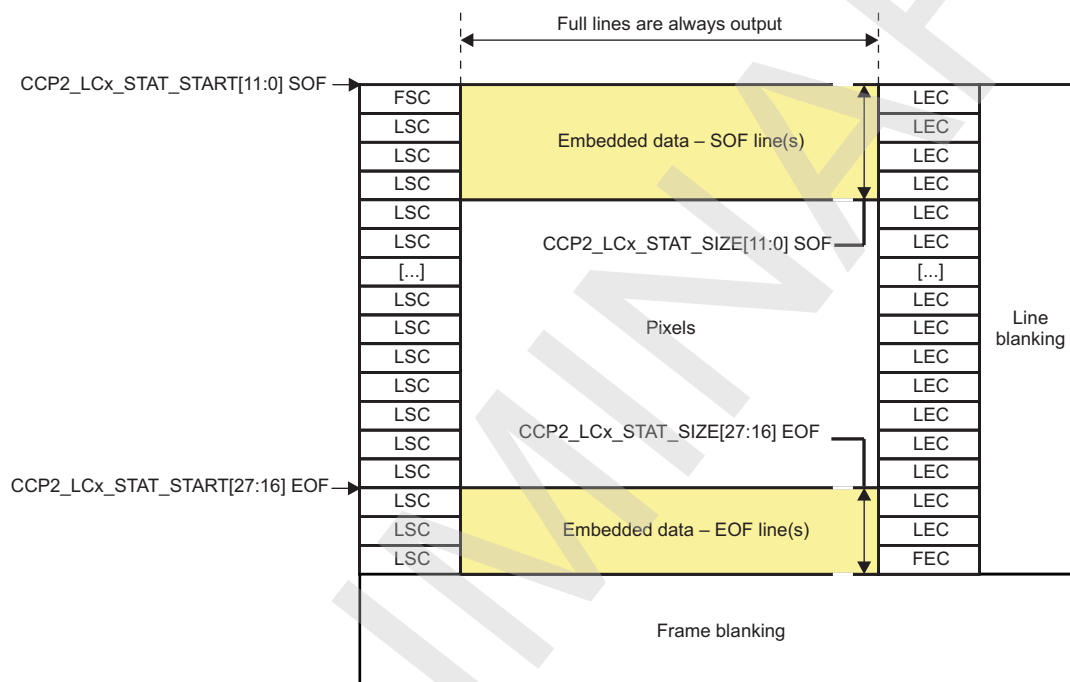 Full lines are always output
CCP2_LCx_STAT_START[11:0] SOF
FSC LEC
LSC Embedded data – SOF line(s) LEC
LSC LEC
LSC LEC
LSC LEC
LSC CCP2_LCx_STAT_SIZE[11:0] SOF LEC
[...] [...]
LSC LEC
LSC Pixels LEC
LSC LEC
LSC LEC
LSC LEC
LSC CCP2_LCx_STAT_SIZE[27:16] EOF LEC
LSC LEC
Line
blanking
CCP2_LCx_STAT_START[27:16] EOF
LSC LEC
LSC Embedded data – EOF line(s) LEC
LSC FEC
Frame blanking